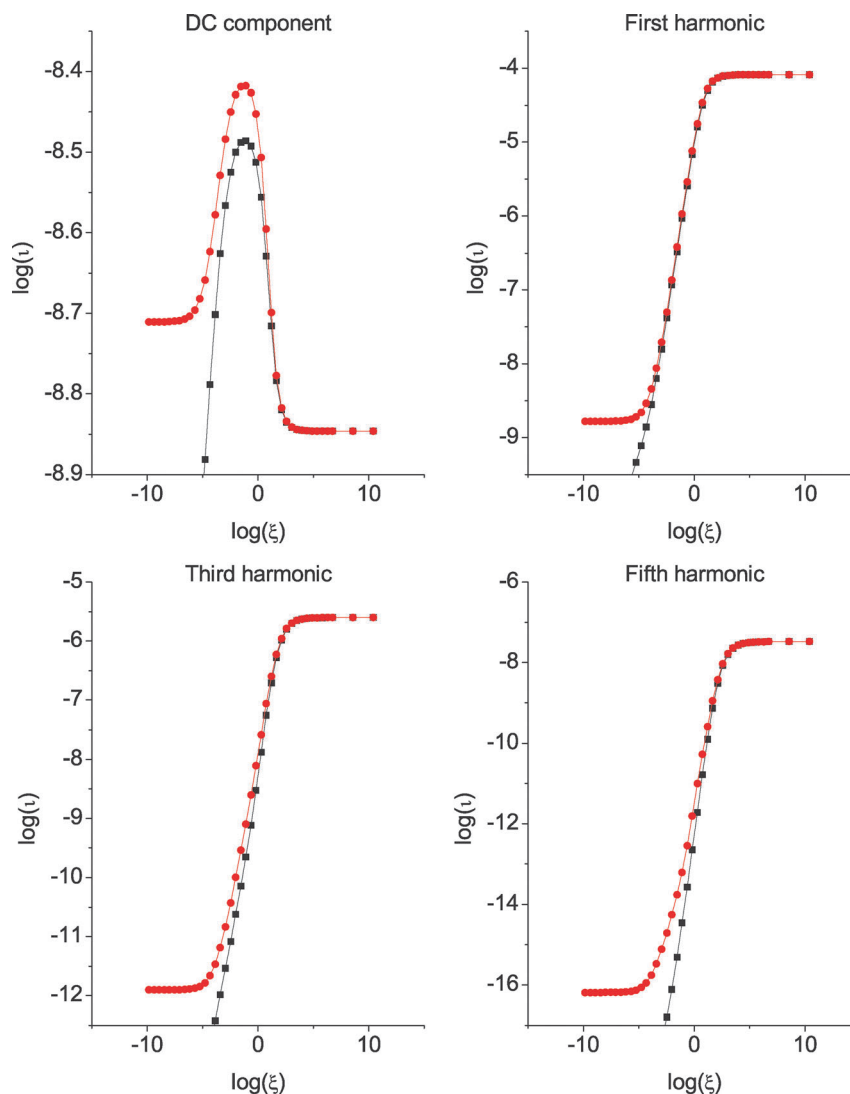 DC component
-8.4
-8.5
-8.6
-8.7
-8.8
-8.9
log(ι)
-10 0 10
log(ξ)
First harmonic
-4
-5
-6
-7
-8
-9
log(ι)
-10 0 10
log(ξ)
Third harmonic
-5
-6
-7
-8
-9
-10
-11
-12
log(ι)
-10 0 10
log(ξ)
Fifth harmonic
-6
-8
-10
-12
-14
-16
log(ι)
-10 0 10
log(ξ)